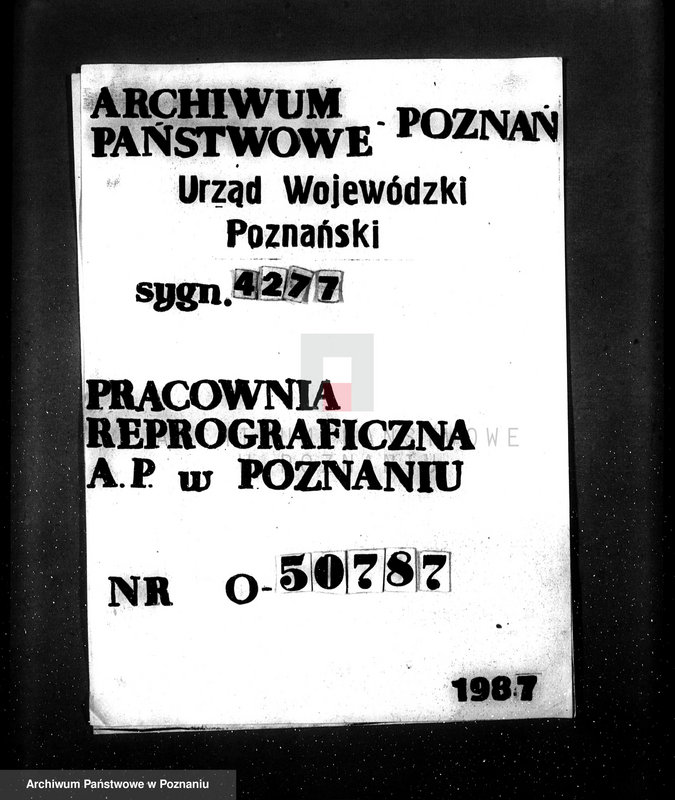 ARCHIWUM
PAŃSTWOWE - POZNAŃ
Urząd Wojewódzki
Poznański
sygn. 4277
PRACOWNIA
REPROGRAFICZNA
A.P. w POZNANIU
NR O-50787
1987
Archiwum Państwowe w Poznaniu